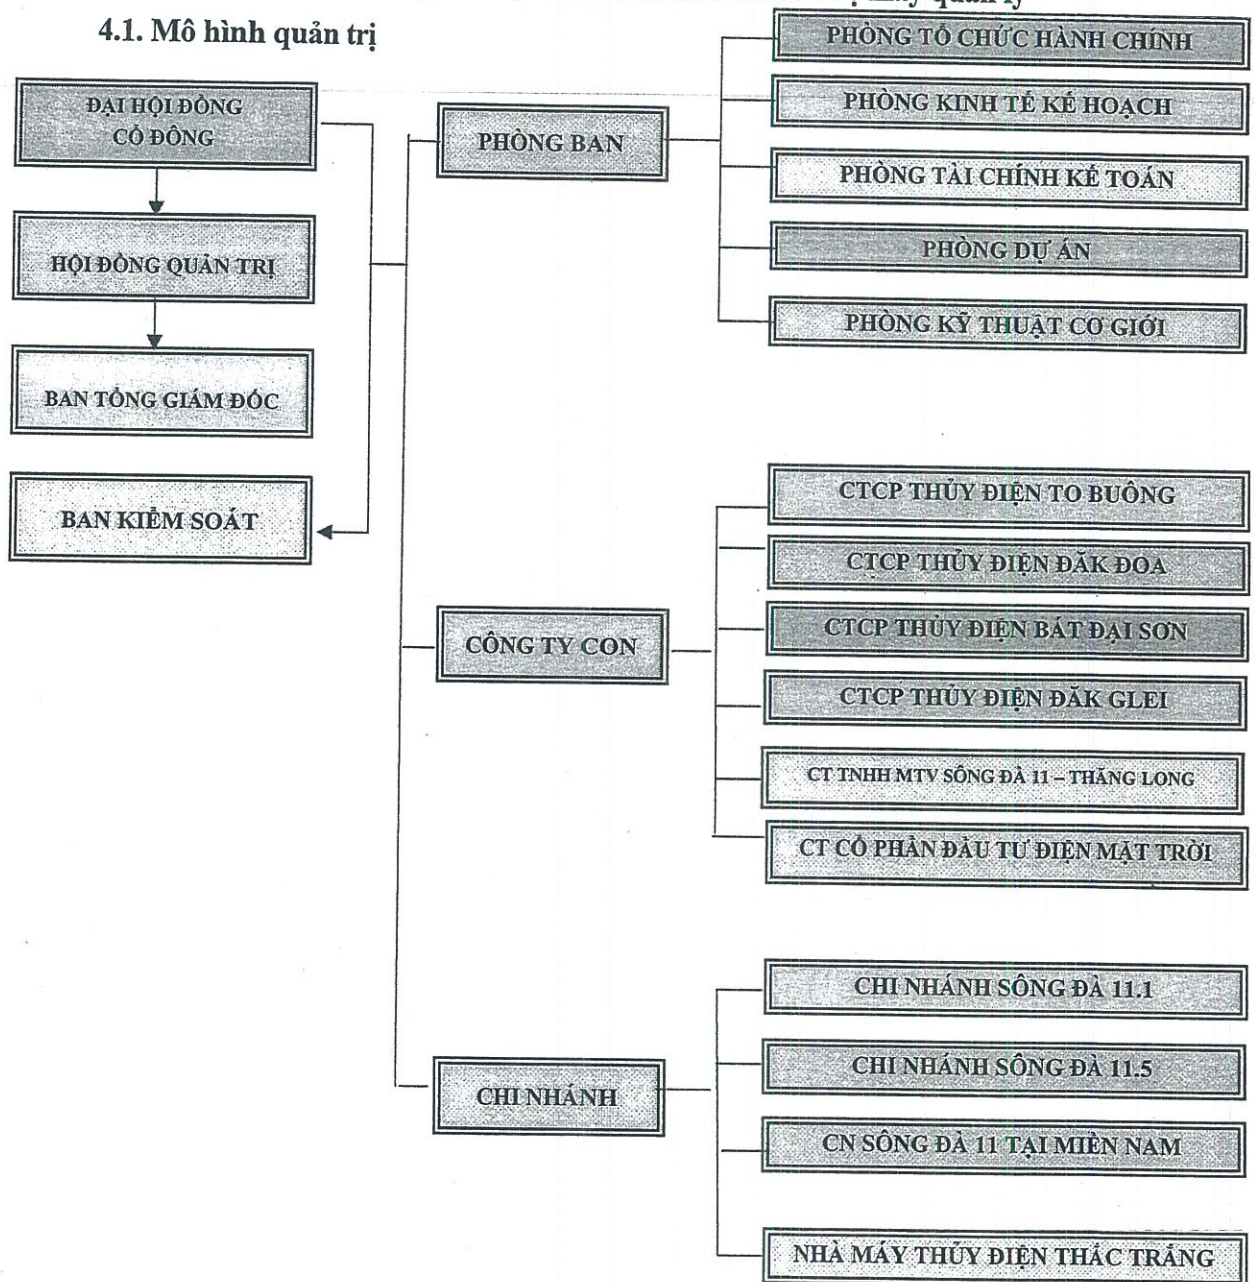 quản lý
4.1. Mô hình quản trị
ĐẠI HỘI ĐỒNG
CỔ ĐÔNG
HỘI ĐỒNG QUẢN TRỊ
BAN TỔNG GIÁM ĐỐC
BAN KIỂM SOÁT
PHÒNG BAN
PHÒNG TỔ CHỨC HÀNH CHÍNH
PHÒNG KINH TẾ KẾ HOẠCH
PHÒNG TÀI CHÍNH KẾ TOÁN
PHÒNG DỰ ÁN
PHÒNG KỸ THUẬT CƠ GIỚI
CÔNG TY CON
CTCP THỦY ĐIỆN TO BUÔNG
CTCP THỦY ĐIỆN ĐĂK ĐOA
CTCP THỦY ĐIỆN BÁT ĐẠI SƠN
CTCP THỦY ĐIỆN ĐĂK GLEI
CT TNHH MTV SÔNG ĐÀ 11 – THĂNG LONG
CT CỔ PHẦN ĐẦU TƯ ĐIỆN MẶT TRỜI
CHI NHÁNH
CHI NHÁNH SÔNG ĐÀ 11.1
CHI NHÁNH SÔNG ĐÀ 11.5
CN SÔNG ĐÀ 11 TẠI MIỀN NAM
NHÀ MÁY THỦY ĐIỆN THÁC TRẮNG